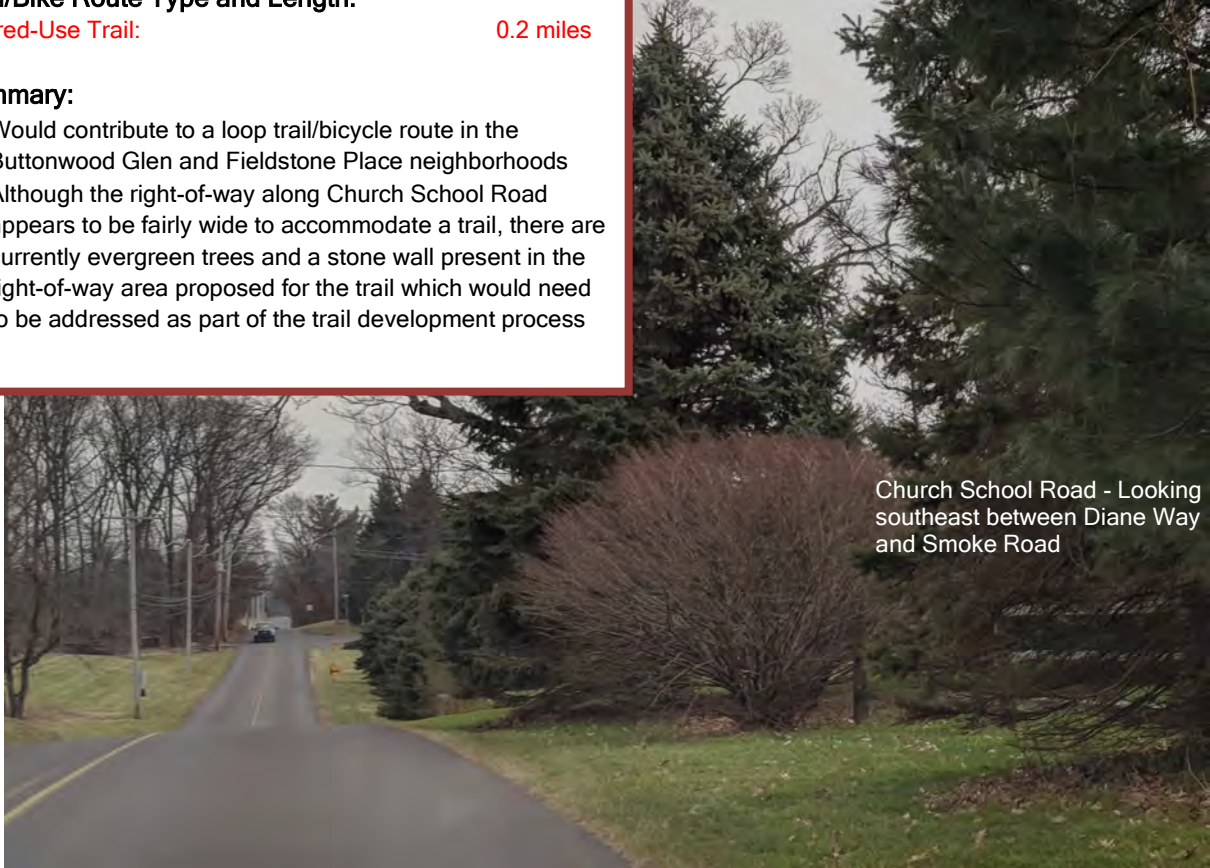 l/Bike Route Type and Length:
red-Use Trail: 0.2 miles
mmary:
Would contribute to a loop trail/bicycle route in the
Buttonwood Glen and Fieldstone Place neighborhoods
Although the right-of-way along Church School Road
appears to be fairly wide to accommodate a trail, there are
currently evergreen trees and a stone wall present in the
right-of-way area proposed for the trail which would need
to be addressed as part of the trail development process
Church School Road - Looking
southeast between Diane Way
and Smoke Road